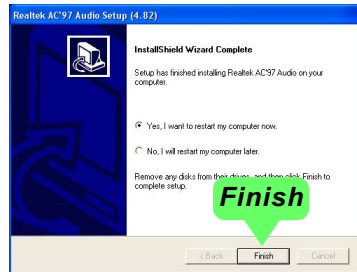 Realtek AC'97 Audio Setup (4.82)
InstallShield Wizard Complete
Setup has finished installing Realtek AC'97 Audio on your
computer.
Yes, I want to restart my computer now.
No, I will restart my computer later.
Remove any disks from their drives, and then click Finish to
complete setup.
Finish
< Back
Finish
Cancel